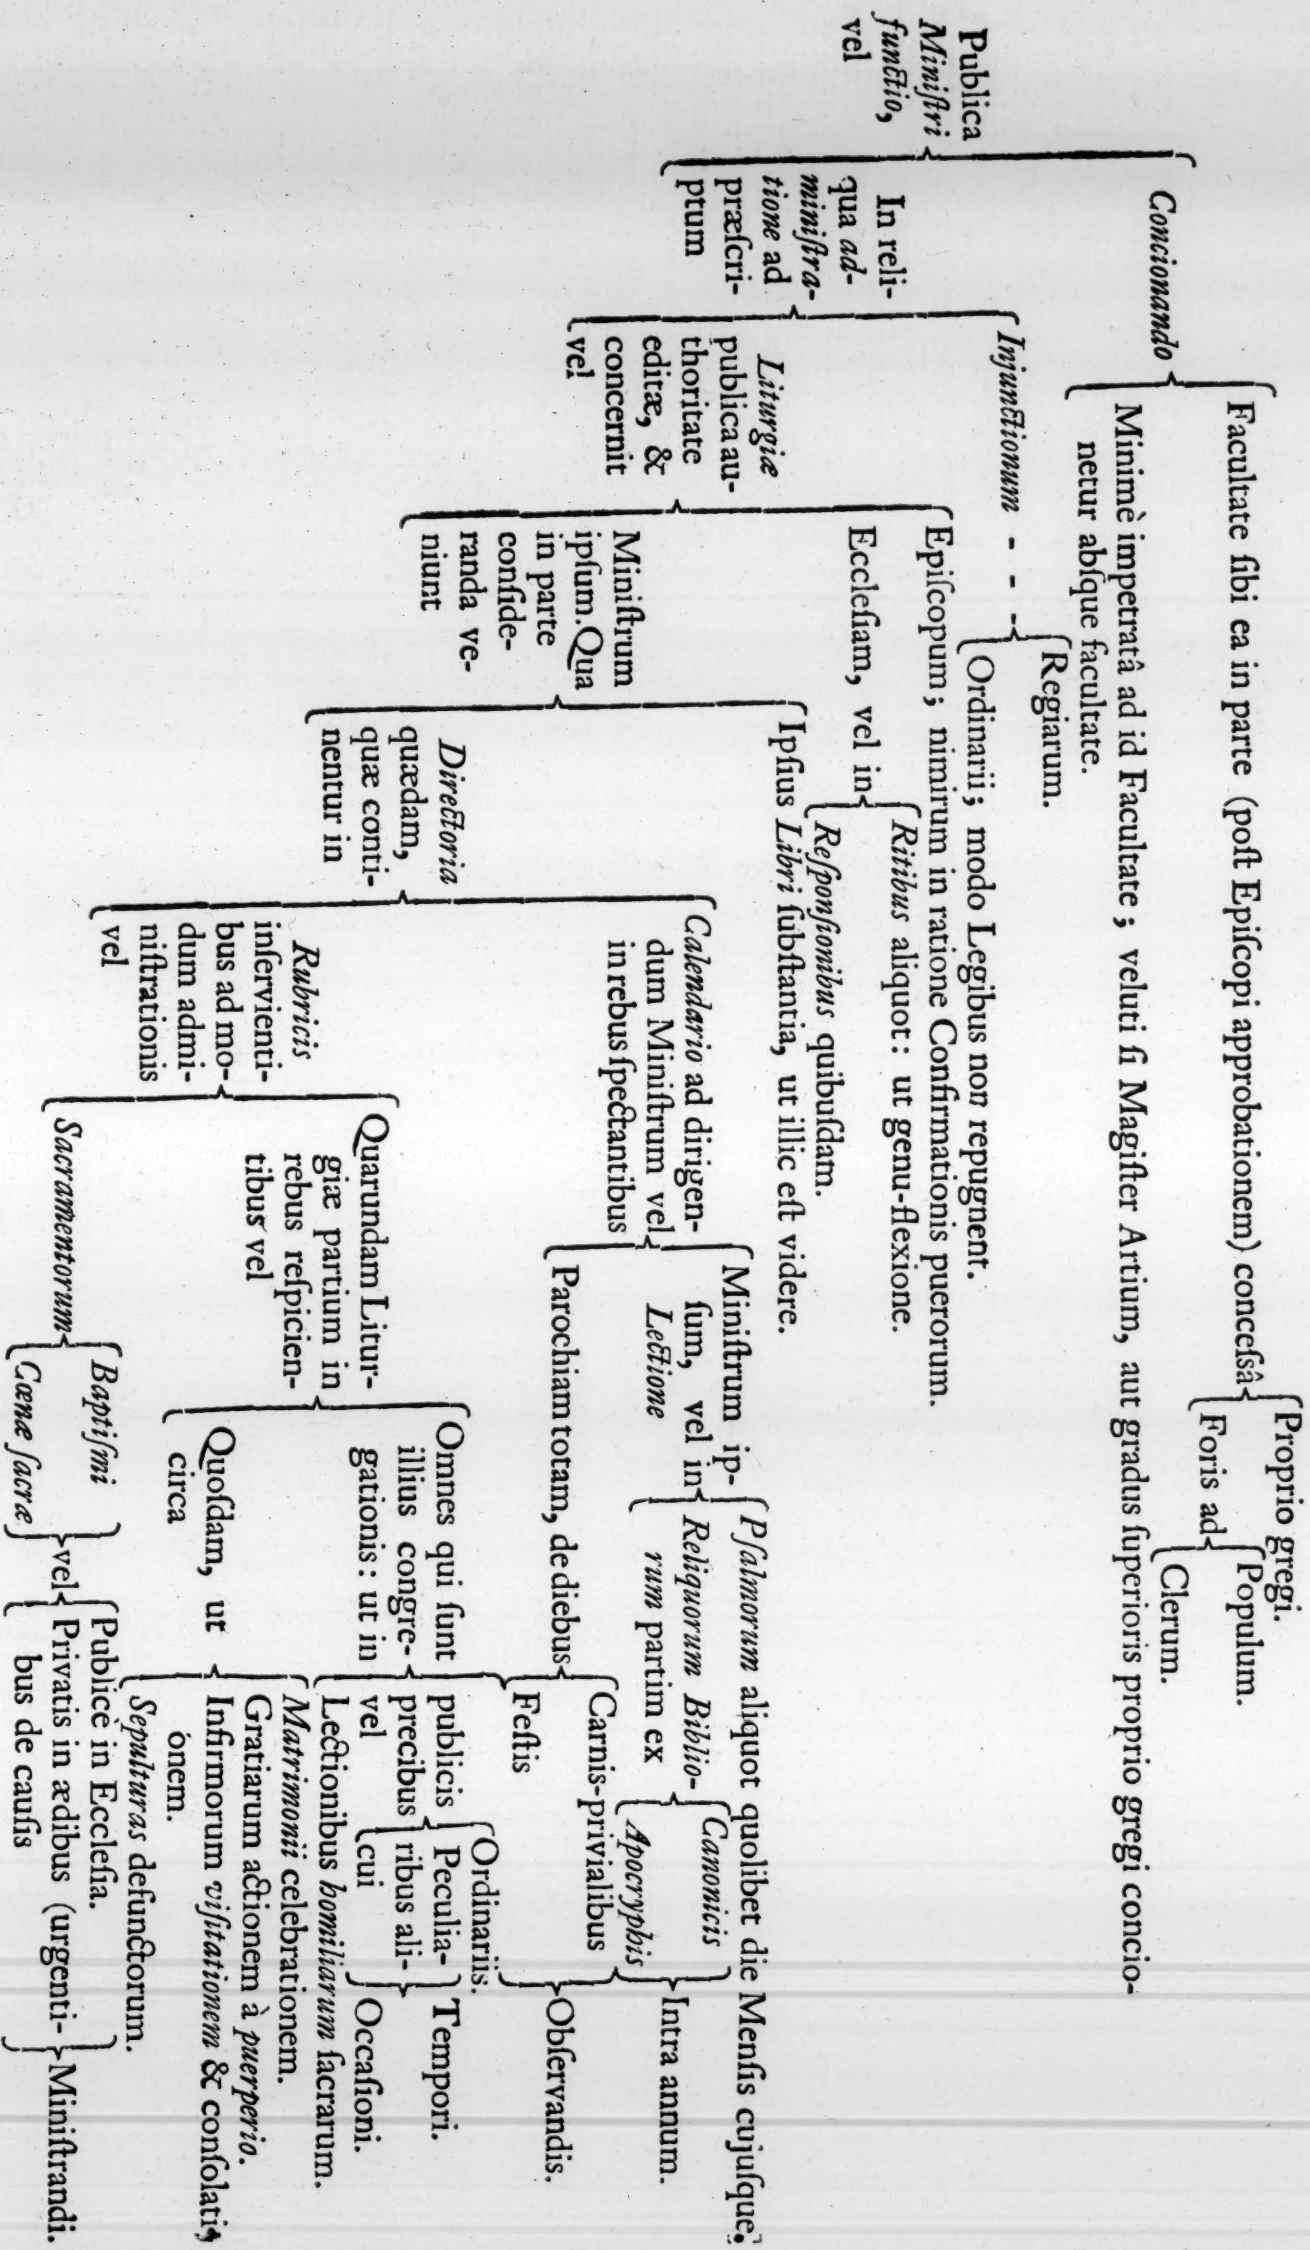 Publica
Miniſtri
functio,
vel
Concionando
Facultate ſibi ea in parte (poſt Epiſcopi approbationem) conceſsâ
Proprio gregi.
Foris ad
Populum.
Clerum.
Minimè impetratâ ad id Facultate; veluti ſi Magiſter Artium, aut gradus ſuperioris proprio gregi concio-
netur abſque facultate.
In reli-
qua ad-
miniſtra-
tione ad
præſcri-
ptum
Injunctionum - - -
Regiarum.
Ordinarii; modo Legibus non repugnent.
Liturgiæ
publica au-
thoritate
editæ, &
concernit
vel
Epiſcopum; nimirum in ratione Confirmationis puerorum.
Eccleſiam, vel in
Ritibus aliquot: ut genu-flexione.
Reſponſionibus quibuſdam.
Miniſtrum
ipſum. Qua
in parte
conſide-
randa ve-
niunt
Ipſius Libri ſubſtantia, ut illic eſt videre.
Directoria
quædam,
quæ conti-
nentur in
Calendario ad dirigen-
dum Miniſtrum vel
in rebus ſpectantibus
Miniſtrum ip-
ſum, vel in
Lectione
Pſalmorum aliquot quolibet die Menſis cujuſque,
Reliquorum Biblio-
rum partim ex
Canonicis
Apocryphis
Intra annum.
Parochiam totam, de diebus
Carnis-privialibus
Feſtis
Obſervandis.
Rubricis
inſervienti-
bus ad mo-
dum admi-
niſtrationis
vel
Quarundam Litur-
giæ partium in
rebus reſpicien-
tibus vel
Omnes qui ſunt
illius congre-
gationis: ut in
publicis
precibus
vel
Ordinariis.
Peculia-
ribus ali-
cui
Tempori.
Occaſioni.
Lectionibus homiliarum ſacrarum.
Quoſdam, ut
circa
Matrimonii celebrationem.
Gratiarum actionem à puerperio.
Infirmorum viſitationem & conſolati-
onem.
Sepulturas defunctorum.
Sacramentorum
Baptiſmi
Cœnæ ſacræ
vel
Publicè in Eccleſia.
Privatis in ædibus (urgenti-
bus de cauſis
Miniſtrandi.